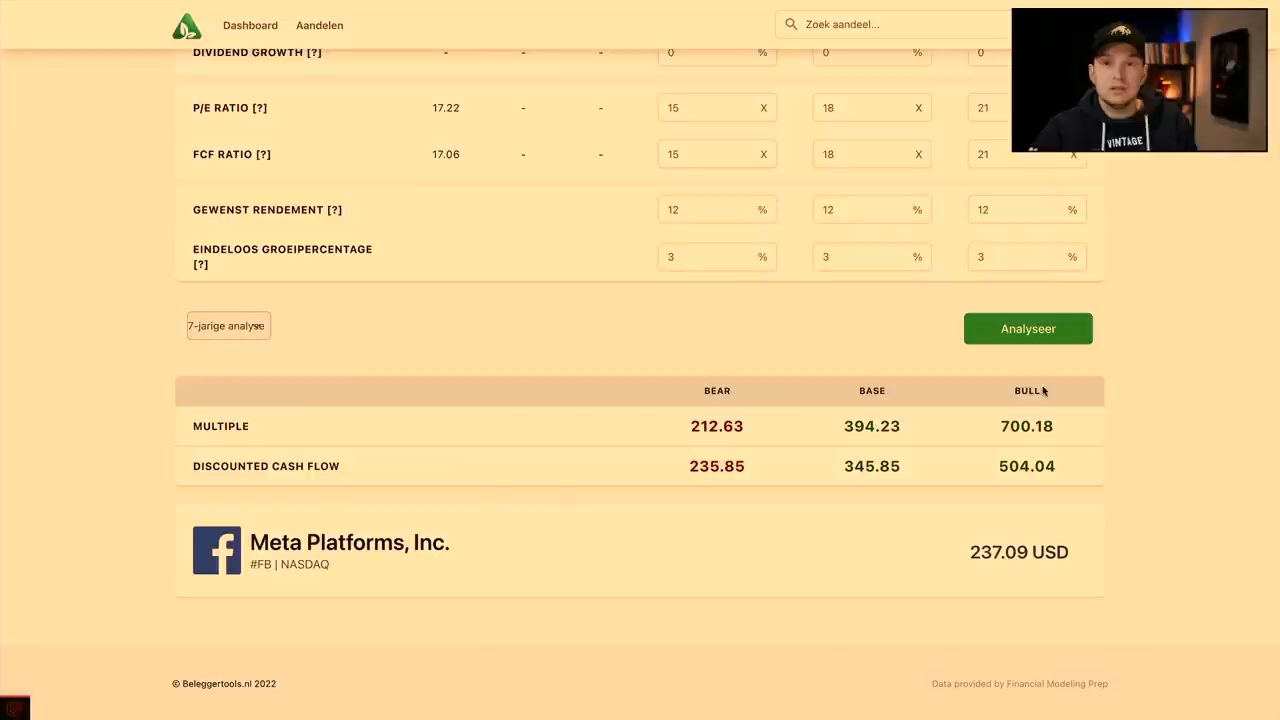 Dashboard Aandelen Zoek aandeel...
DIVIDEND GROWTH [?] - - - 0 % 0 % 0
P/E RATIO [?] 17.22 - - 15 X 18 X 21
FCF RATIO [?] 17.06 - - 15 X 18 X 21 X
GEWENST RENDEMENT [?] 12 % 12 % 12 %
EINDELOOS GROEIPERCENTAGE 3 % 3 % 3 %
[?]
7-jarige analyse Analyseer
BEAR BASE BULL
MULTIPLE 212.63 394.23 700.18
DISCOUNTED CASH FLOW 235.85 345.85 504.04
Meta Platforms, Inc. 237.09 USD
#FB | NASDAQ
© Beleggertools.nl 2022 Data provided by Financial Modeling Prep
VINTAGE